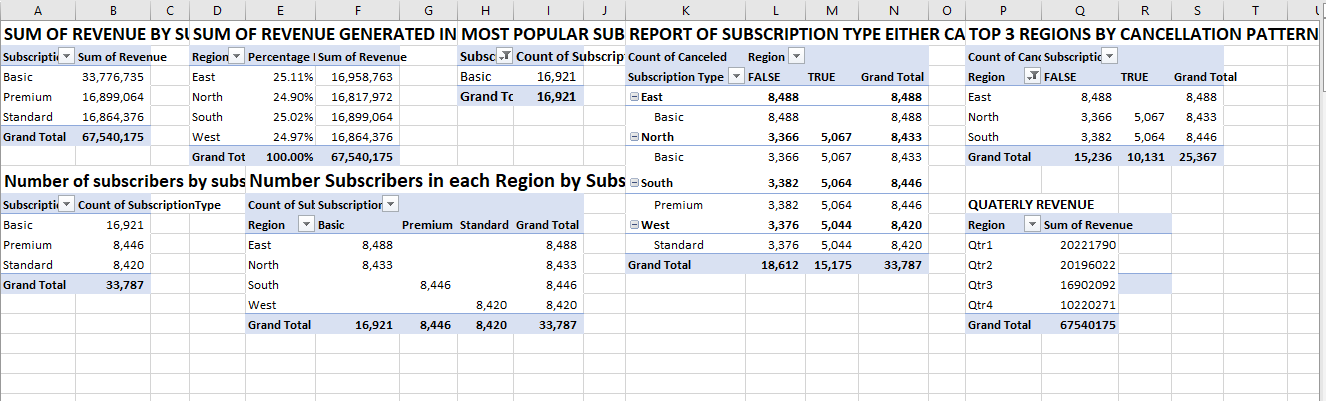 A B C D E F G H I J K L M N O P Q R S T U
SUM OF REVENUE BY SU SUM OF REVENUE GENERATED IN MOST POPULAR SUB REPORT OF SUBSCRIPTION TYPE EITHER CA TOP 3 REGIONS BY CANCELLATION PATTERN
Subscripti Sum of Revenue Region Percentage Sum of Revenue Subsc Count of Subscrip Count of Canceled Region Count of Canc Subscriptic
Basic 33,776,735 East 25.11% 16,958,763 Basic 16,921 Subscription Type FALSE TRUE Grand Total Region FALSE TRUE Grand Total
Premium 16,899,064 North 24.90% 16,817,972 Grand Tc 16,921 East 8,488 8,488 East 8,488 8,488
Standard 16,864,376 South 25.02% 16,899,064 Basic 8,488 8,488 North 3,366 5,067 8,433
Grand Total 67,540,175 West 24.97% 16,864,376 North 3,366 5,067 8,433 South 3,382 5,064 8,446
Grand Tot 100.00% 67,540,175 Basic 3,366 5,067 8,433 Grand Total 15,236 10,131 25,367
Number of subscribers by subs Number Subscribers in each Region by Subs South 3,382 5,064 8,446
Subscripti Count of SubscriptionType Count of Sub Subscription Premium 3,382 5,064 8,446 QUATERLY REVENUE
Basic 16,921 Region Basic Premium Standard Grand Total West 3,376 5,044 8,420 Region Sum of Revenue
Premium 8,446 East 8,488 8,488 Standard 3,376 5,044 8,420 Qtr1 20221790
Standard 8,420 North 8,433 8,433 Grand Total 18,612 15,175 33,787 Qtr2 20196022
Grand Total 33,787 South 8,446 8,446 Qtr3 16902092
West 8,420 8,420 Qtr4 10220271
Grand Total 16,921 8,446 8,420 33,787 Grand Total 67540175